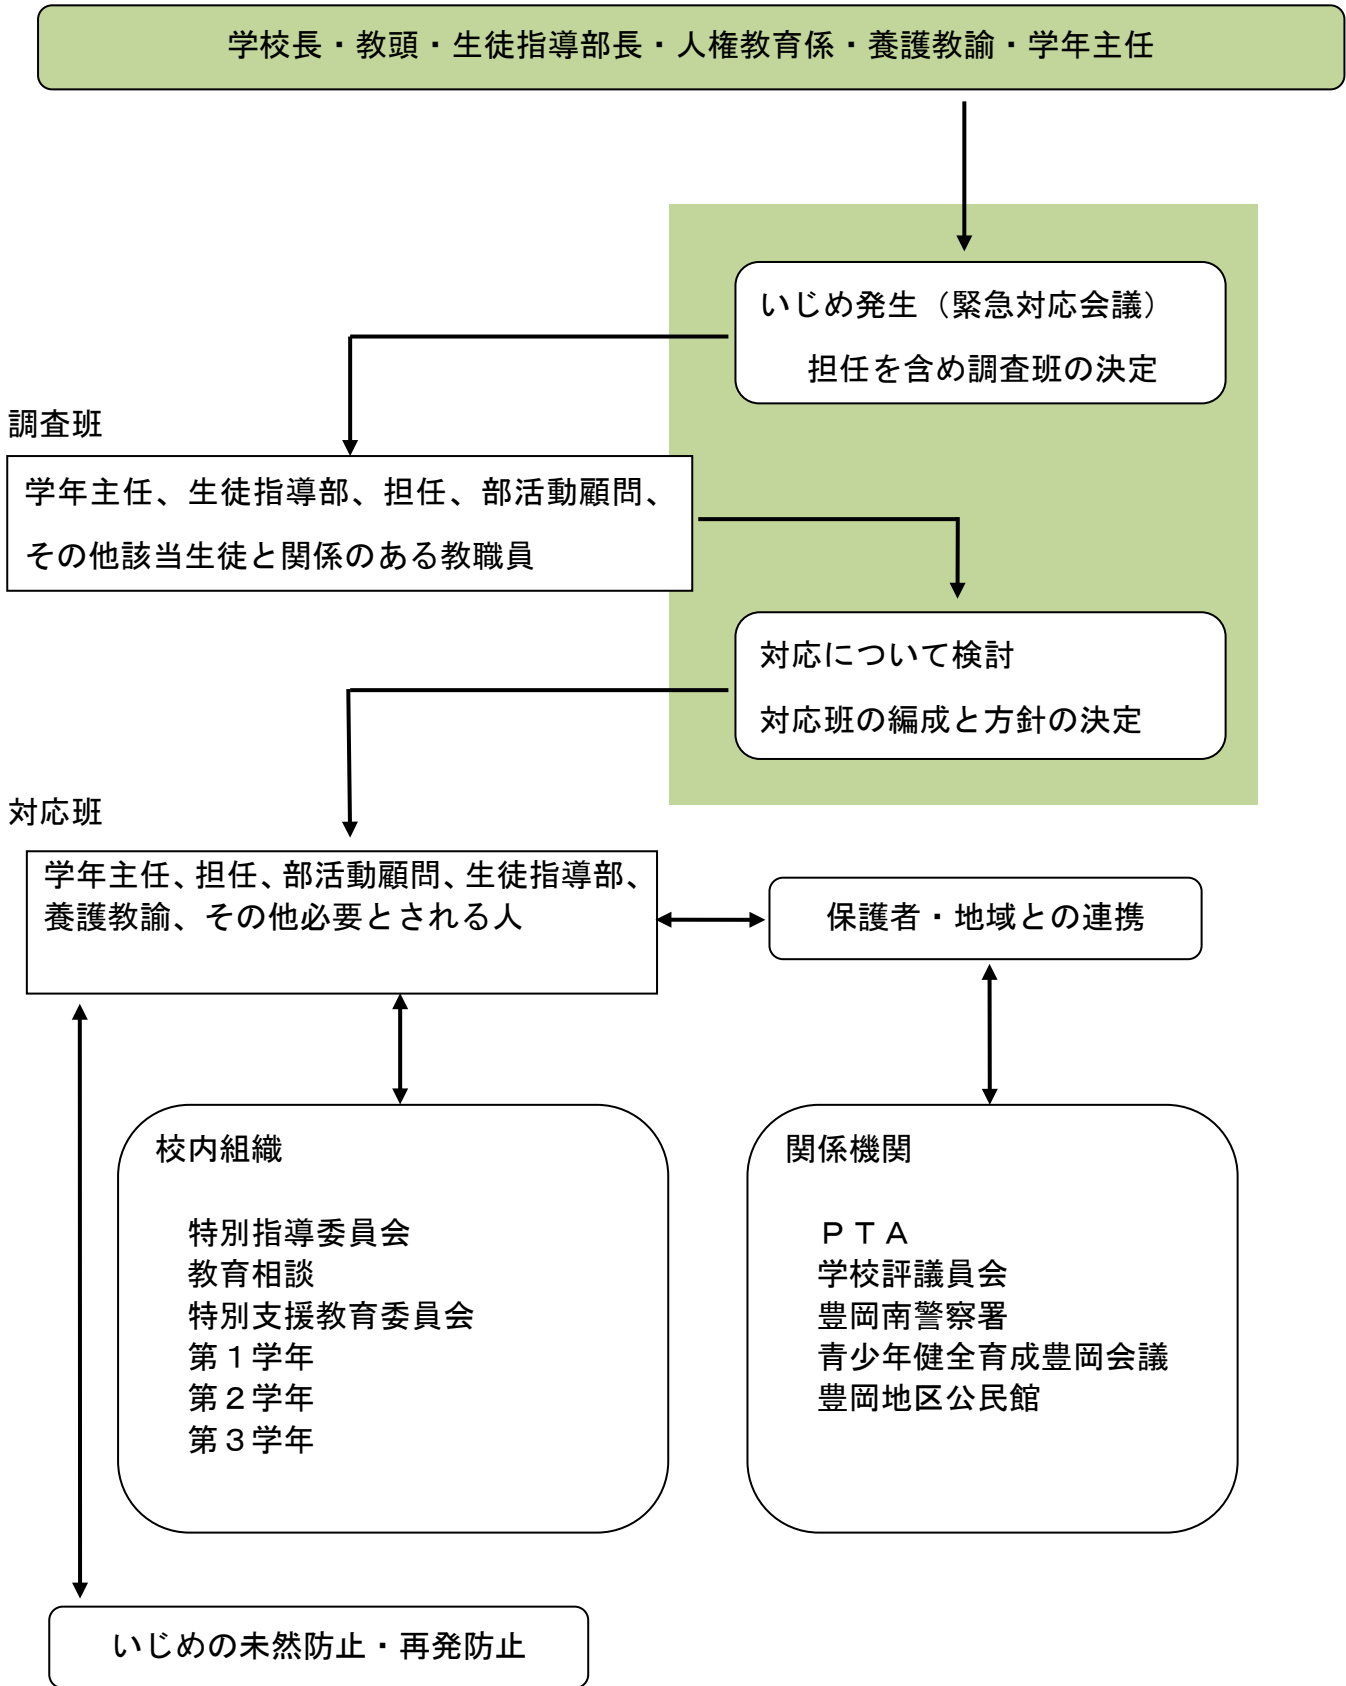 学校長・教頭・生徒指導部長・人権教育係・養護教諭・学年主任
いじめ発生（緊急対応会議）
担任を含め調査班の決定
調査班
学年主任、生徒指導部、担任、部活動顧問、
その他該当生徒と関係のある教職員
対応について検討
対応班の編成と方針の決定
対応班
学年主任、担任、部活動顧問、生徒指導部、
養護教諭、その他必要とされる人
保護者・地域との連携
校内組織
特別指導委員会
教育相談
特別支援教育委員会
第１学年
第２学年
第３学年
関係機関
ＰＴＡ
学校評議員会
豊岡南警察署
青少年健全育成豊岡会議
豊岡地区公民館
いじめの未然防止・再発防止